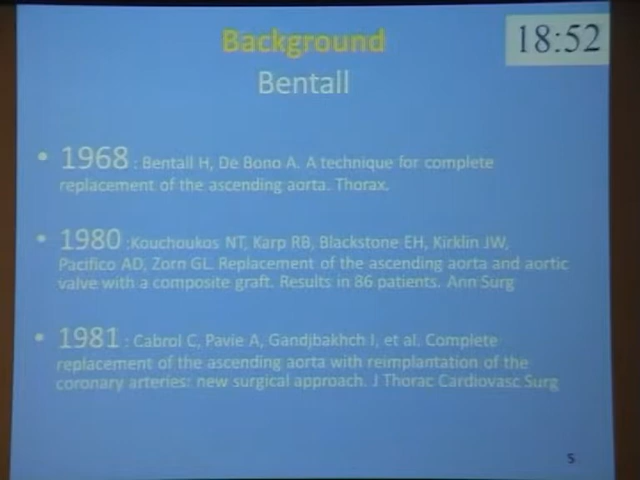 Background
18:52
Bentall
• 1968 : Bentall H, De Bono A. A technique for complete
replacement of the ascending aorta. Thorax.
• 1980 :Kouchoukos NT, Karp RB, Blackstone EH, Kirklin JW,
Pacifico AD, Zorn GL. Replacement of the ascending aorta and aortic
valve with a composite graft. Results in 86 patients. Ann Surg
• 1981 : Cabrol C, Pavie A, Gandjbakhch I, et al. Complete
replacement of the ascending aorta with reimplantation of the
coronary arteries: new surgical approach. J Thorac Cardiovasc Surg
5